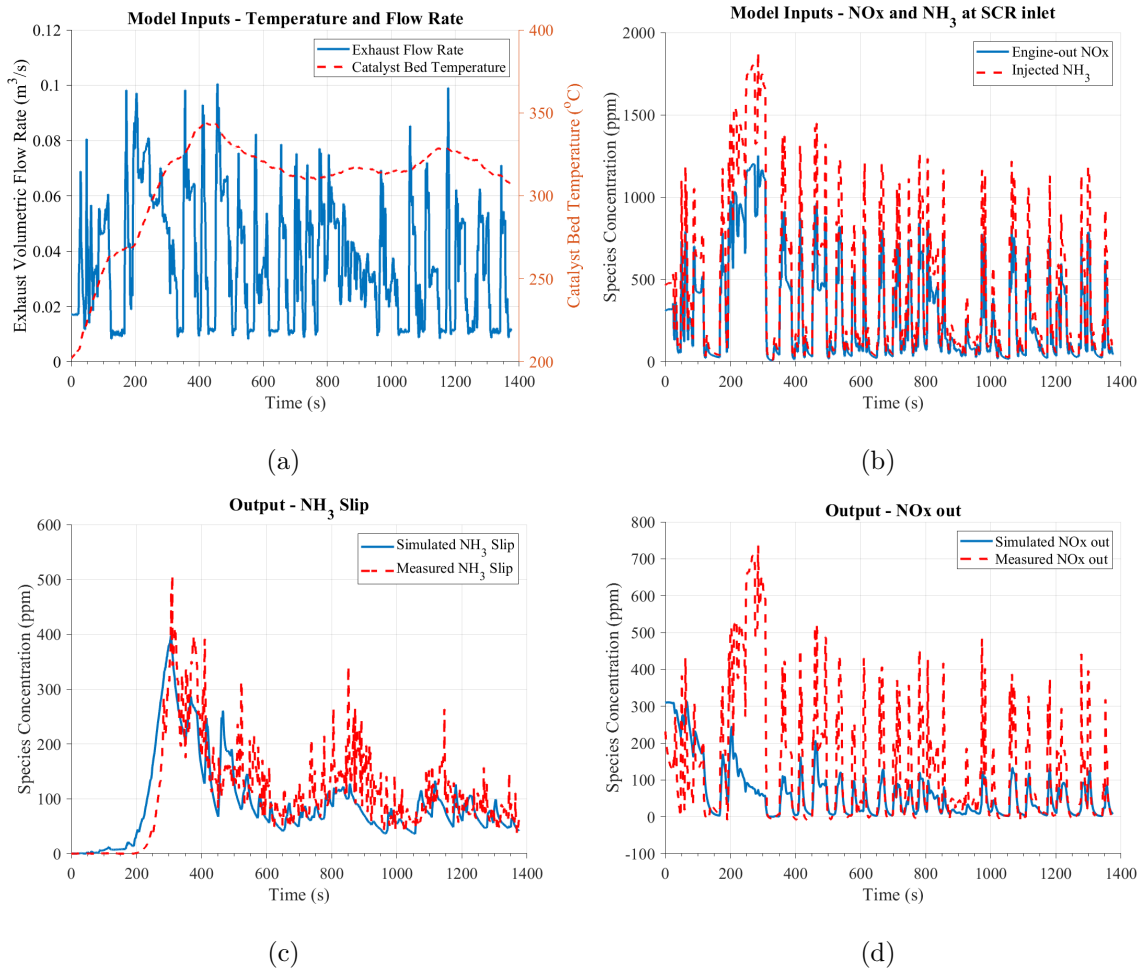 Model Inputs - Temperature and Flow Rate
Exhaust Flow Rate
Catalyst Bed Temperature
Exhaust Volumetric Flow Rate (m³/s)
0.12
0.1
0.08
0.06
0.04
0.02
0
400
350
300
250
200
Catalyst Bed Temperature (°C)
0 200 400 600 800 1000 1200 1400
Time (s)
(a)
Model Inputs - NOx and NH₃ at SCR inlet
Engine-out NOx
Injected NH₃
Species Concentration (ppm)
2000
1500
1000
500
0
0 200 400 600 800 1000 1200 1400
Time (s)
(b)
Output - NH₃ Slip
Simulated NH₃ Slip
Measured NH₃ Slip
Species Concentration (ppm)
600
500
400
300
200
100
0
0 200 400 600 800 1000 1200 1400
Time (s)
(c)
Output - NOx out
Simulated NOx out
Measured NOx out
Species Concentration (ppm)
800
700
600
500
400
300
200
100
0
-100
0 200 400 600 800 1000 1200 1400
Time (s)
(d)